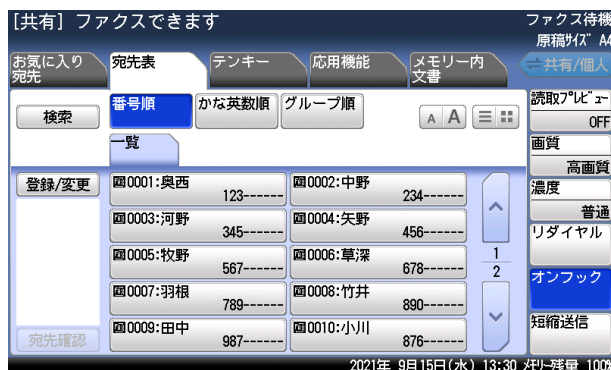 [共有] ファクスできます
ファクス待機
原稿ｻｲｽﾞ A4
お気に入り
宛先
宛先表
テンキー
応用機能
メモリー内
文書
共有/個人
検索
番号順
かな英数順
グループ順
A A
一覧
登録/変更
0001:奥西
123------
0002:中野
234------
0003:河野
345------
0004:矢野
456------
0005:牧野
567------
0006:草深
678------
0007:羽根
789------
0008:竹井
890------
0009:田中
987------
0010:小川
876------
1
2
宛先確認
読取ﾌﾟﾚﾋﾞｭｰ
OFF
画質
高画質
濃度
普通
リダイヤル
オンフック
短縮送信
2021年 9月15日(水) 13:30 ﾒﾓﾘｰ残量 100%